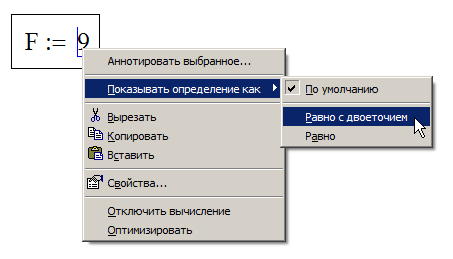 F := 9
Аннотировать выбранное...
Показывать определение как
Вырезать
Копировать
Вставить
Свойства...
Отключить вычисление
Оптимизировать
По умолчанию
Равно с двоеточием
Равно